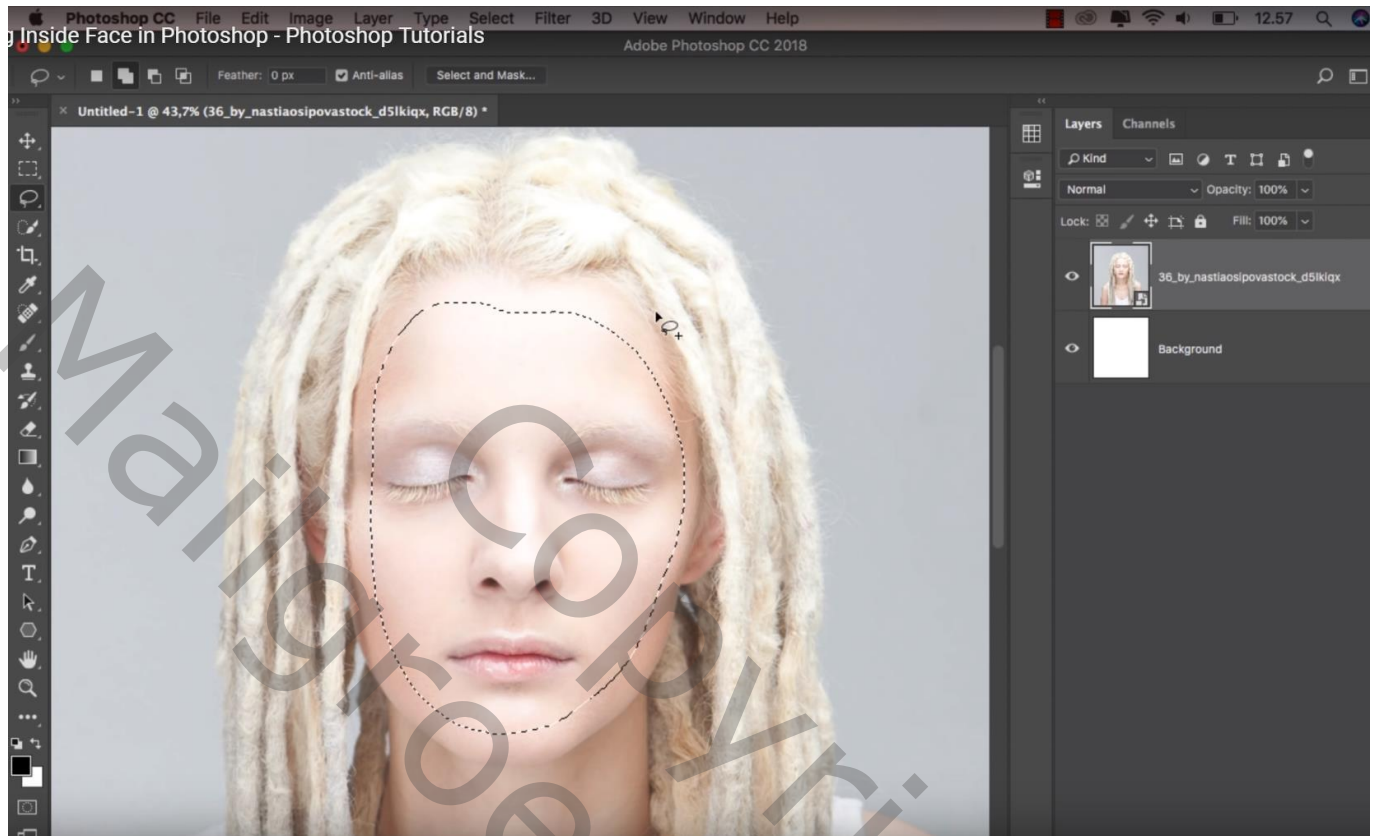 Photoshop CC File Edit Image Layer Type Select Filter 3D View Window Help 12.57
g Inside Face in Photoshop - Photoshop Tutorials
Adobe Photoshop CC 2018
Feather: 0 px Anti-alias Select and Mask...
Untitled-1 @ 43,7% (36_by_nastiaosipovastock_d5lkiqx, RGB/8) *
Layers Channels
Kind
Normal Opacity: 100%
Lock: Fill: 100%
36_by_nastiaosipovastock_d5lkiqx
Background